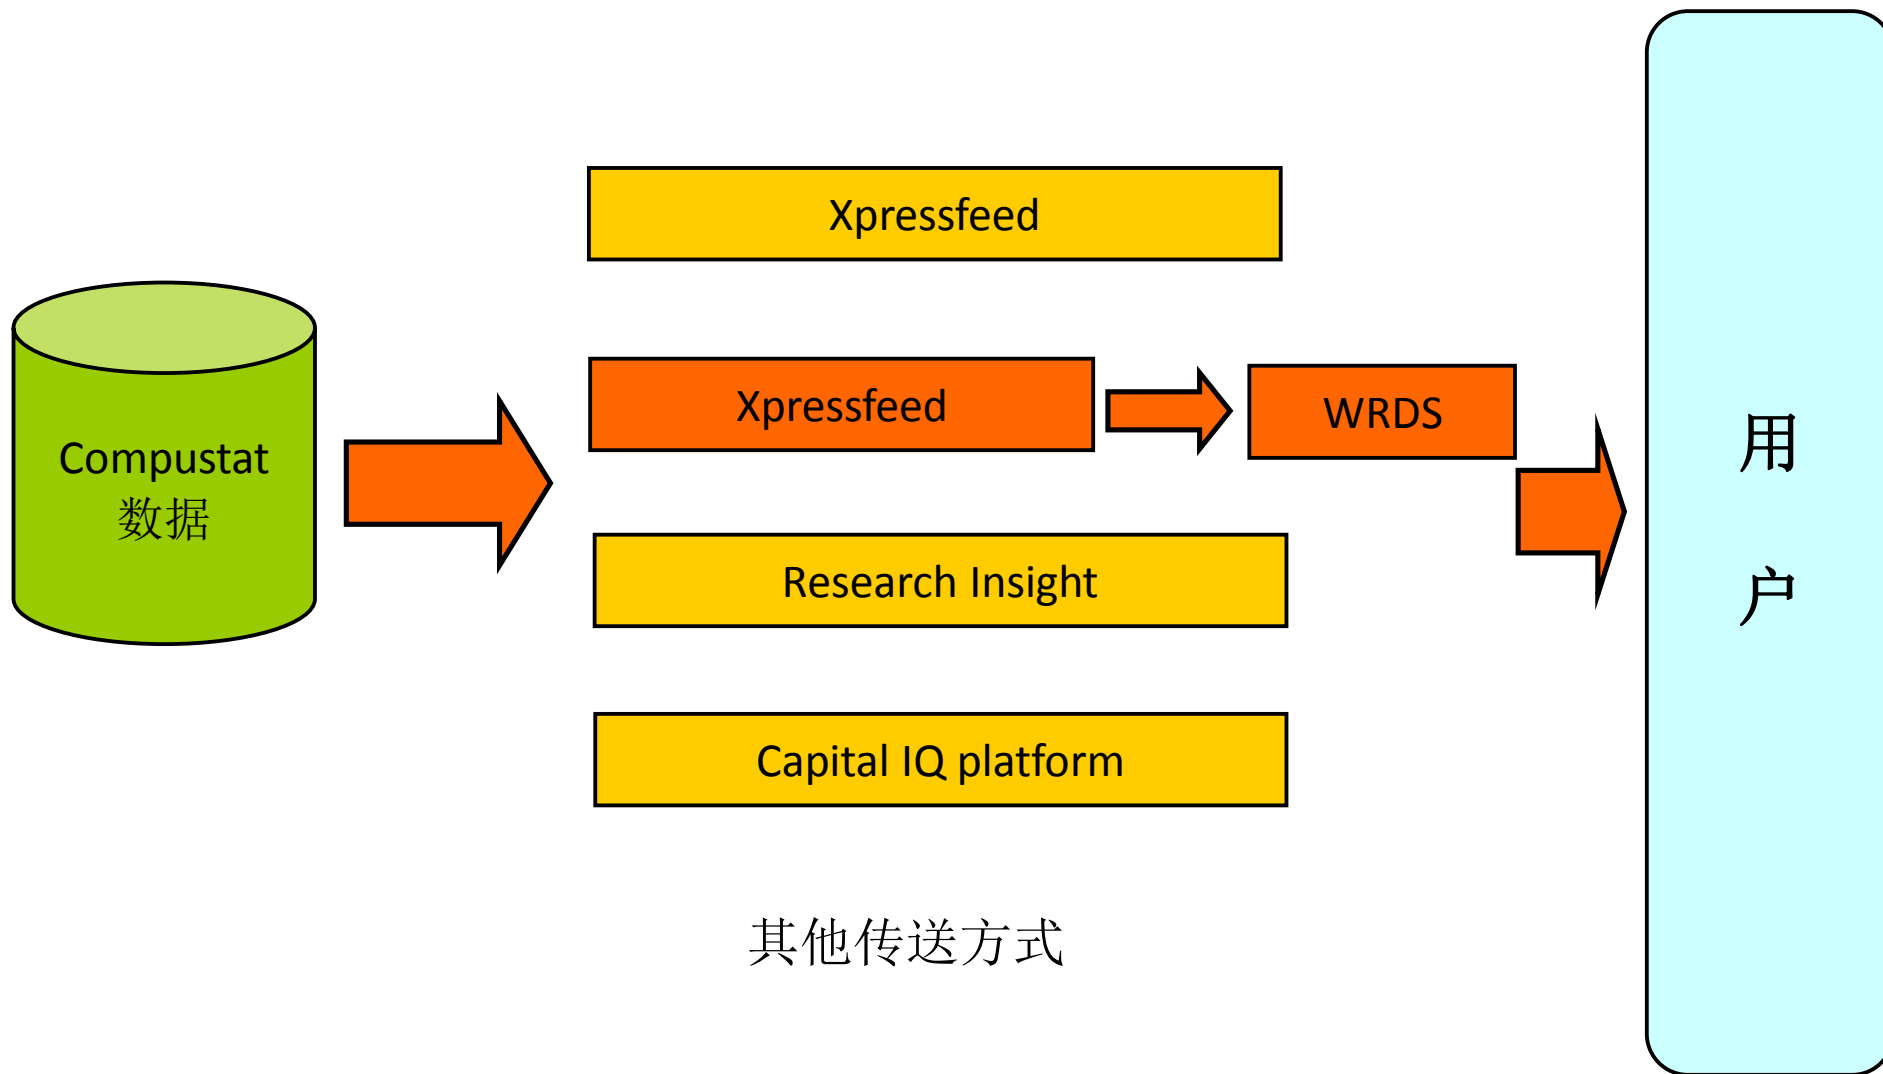 Xpressfeed
Compustat
数据
Xpressfeed
WRDS
Research Insight
Capital IQ platform
其他传送方式
用
户